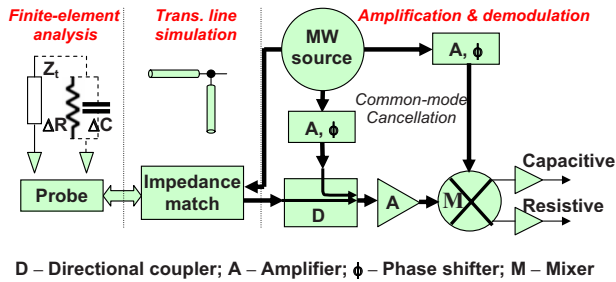 Finite-element analysis
Trans. line simulation
Amplification & demodulation
MW source
A, ϕ
Zt
ΔR
ΔC
A, ϕ
Common-mode Cancellation
Probe
Impedance match
D
A
M
Capacitive
Resistive
D – Directional coupler; A – Amplifier; ϕ – Phase shifter; M – Mixer